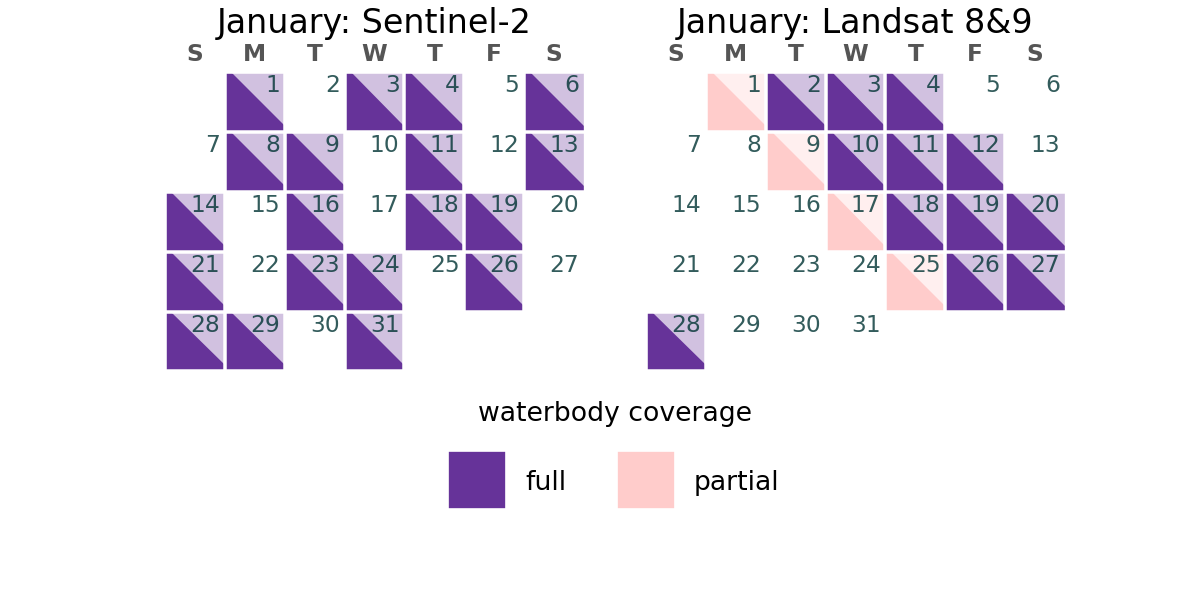 January: Sentinel-2
S M T W T F S
1 2 3 4 5 6
7 8 9 10 11 12 13
14 15 16 17 18 19 20
21 22 23 24 25 26 27
28 29 30 31
January: Landsat 8&9
S M T W T F S
1 2 3 4 5 6
7 8 9 10 11 12 13
14 15 16 17 18 19 20
21 22 23 24 25 26 27
28 29 30 31
waterbody coverage
full partial